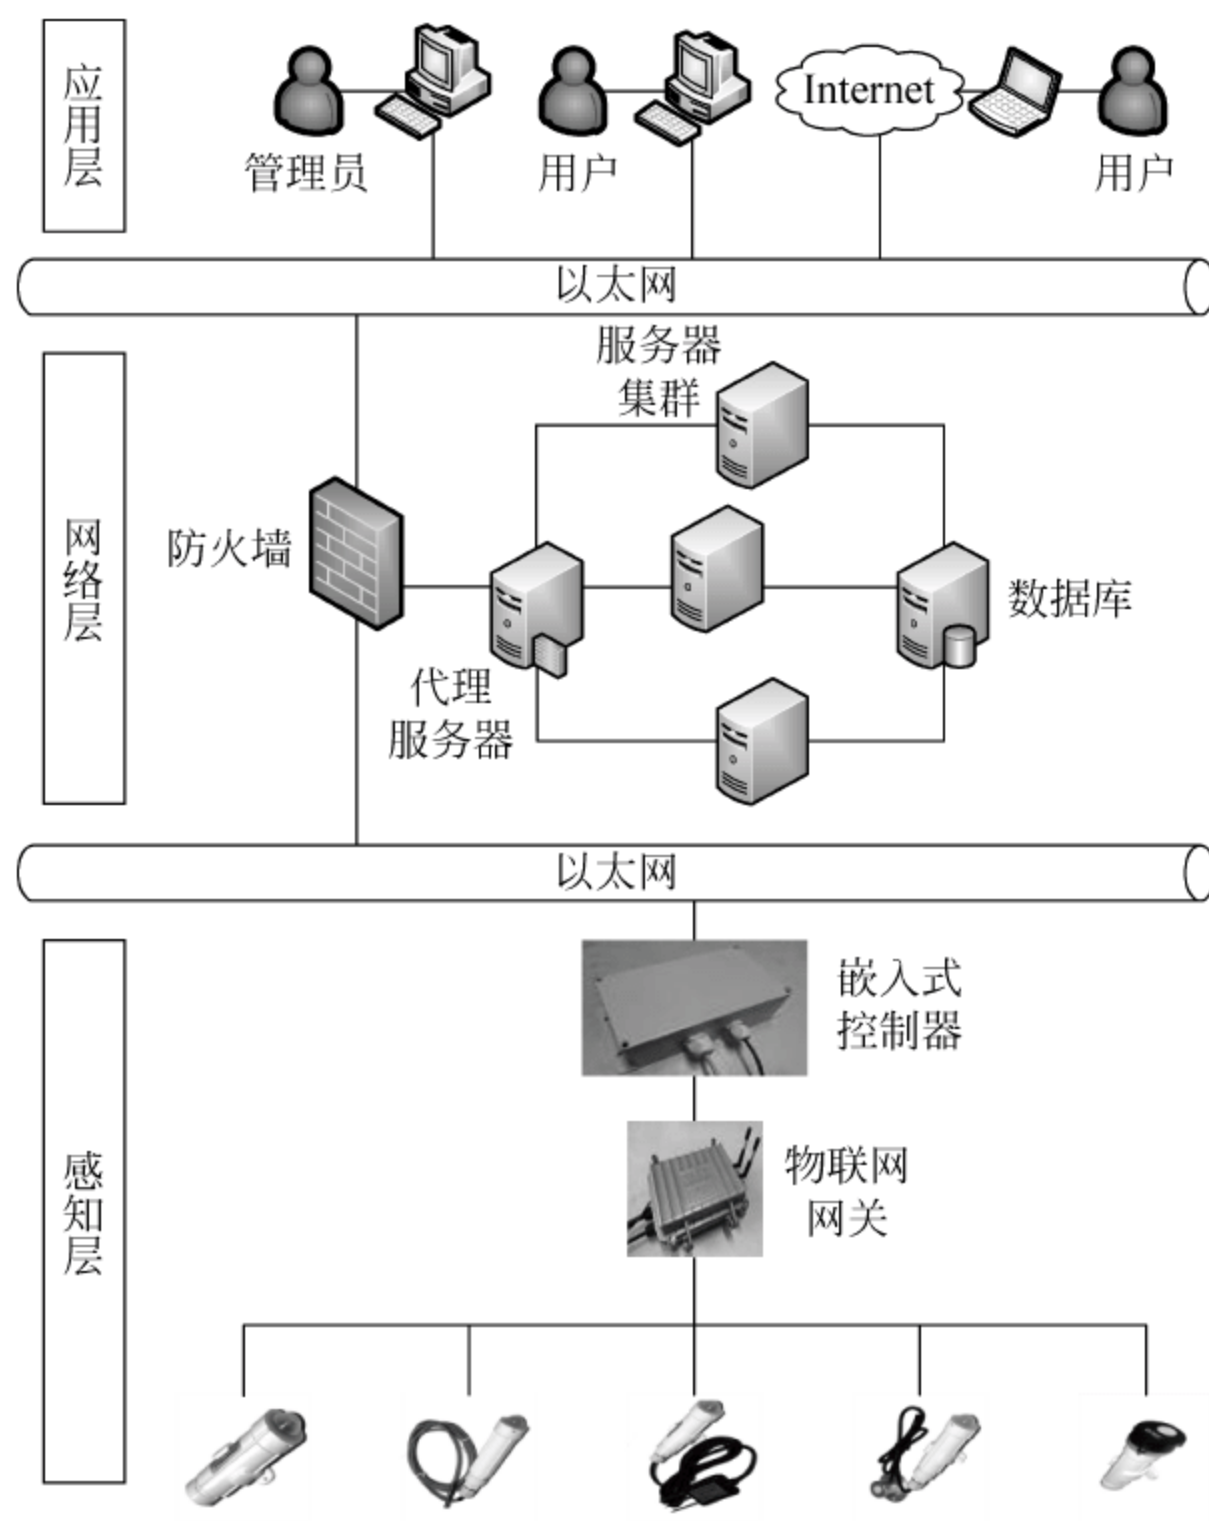 应用层
Internet
管理员
用户
用户
以太网
服务器
集群
网络层
防火墙
数据库
代理
服务器
以太网
嵌入式
控制器
感知层
物联网
网关